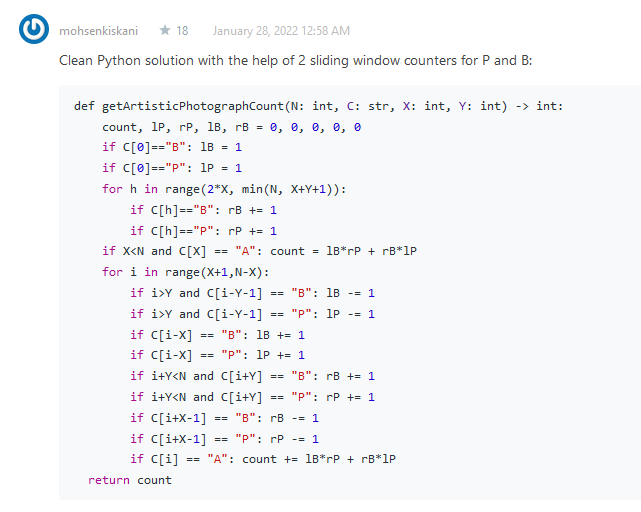 mohsenkiskani ★ 18 January 28, 2022 12:58 AM
Clean Python solution with the help of 2 sliding window counters for P and B:
def getArtisticPhotographCount(N: int, C: str, X: int, Y: int) -> int:
    count, lP, rP, lB, rB = 0, 0, 0, 0, 0
    if C[0]=="B": lB = 1
    if C[0]=="P": lP = 1
    for h in range(2*X, min(N, X+Y+1)):
        if C[h]=="B": rB += 1
        if C[h]=="P": rP += 1
    if X<N and C[X] == "A": count = lB*rP + rB*lP
    for i in range(X+1,N-X):
        if i>Y and C[i-Y-1] == "B": lB -= 1
        if i>Y and C[i-Y-1] == "P": lP -= 1
        if C[i-X] == "B": lB += 1
        if C[i-X] == "P": lP += 1
        if i+Y<N and C[i+Y] == "B": rB += 1
        if i+Y<N and C[i+Y] == "P": rP += 1
        if C[i+X-1] == "B": rB -= 1
        if C[i+X-1] == "P": rP -= 1
        if C[i] == "A": count += lB*rP + rB*lP
  return count